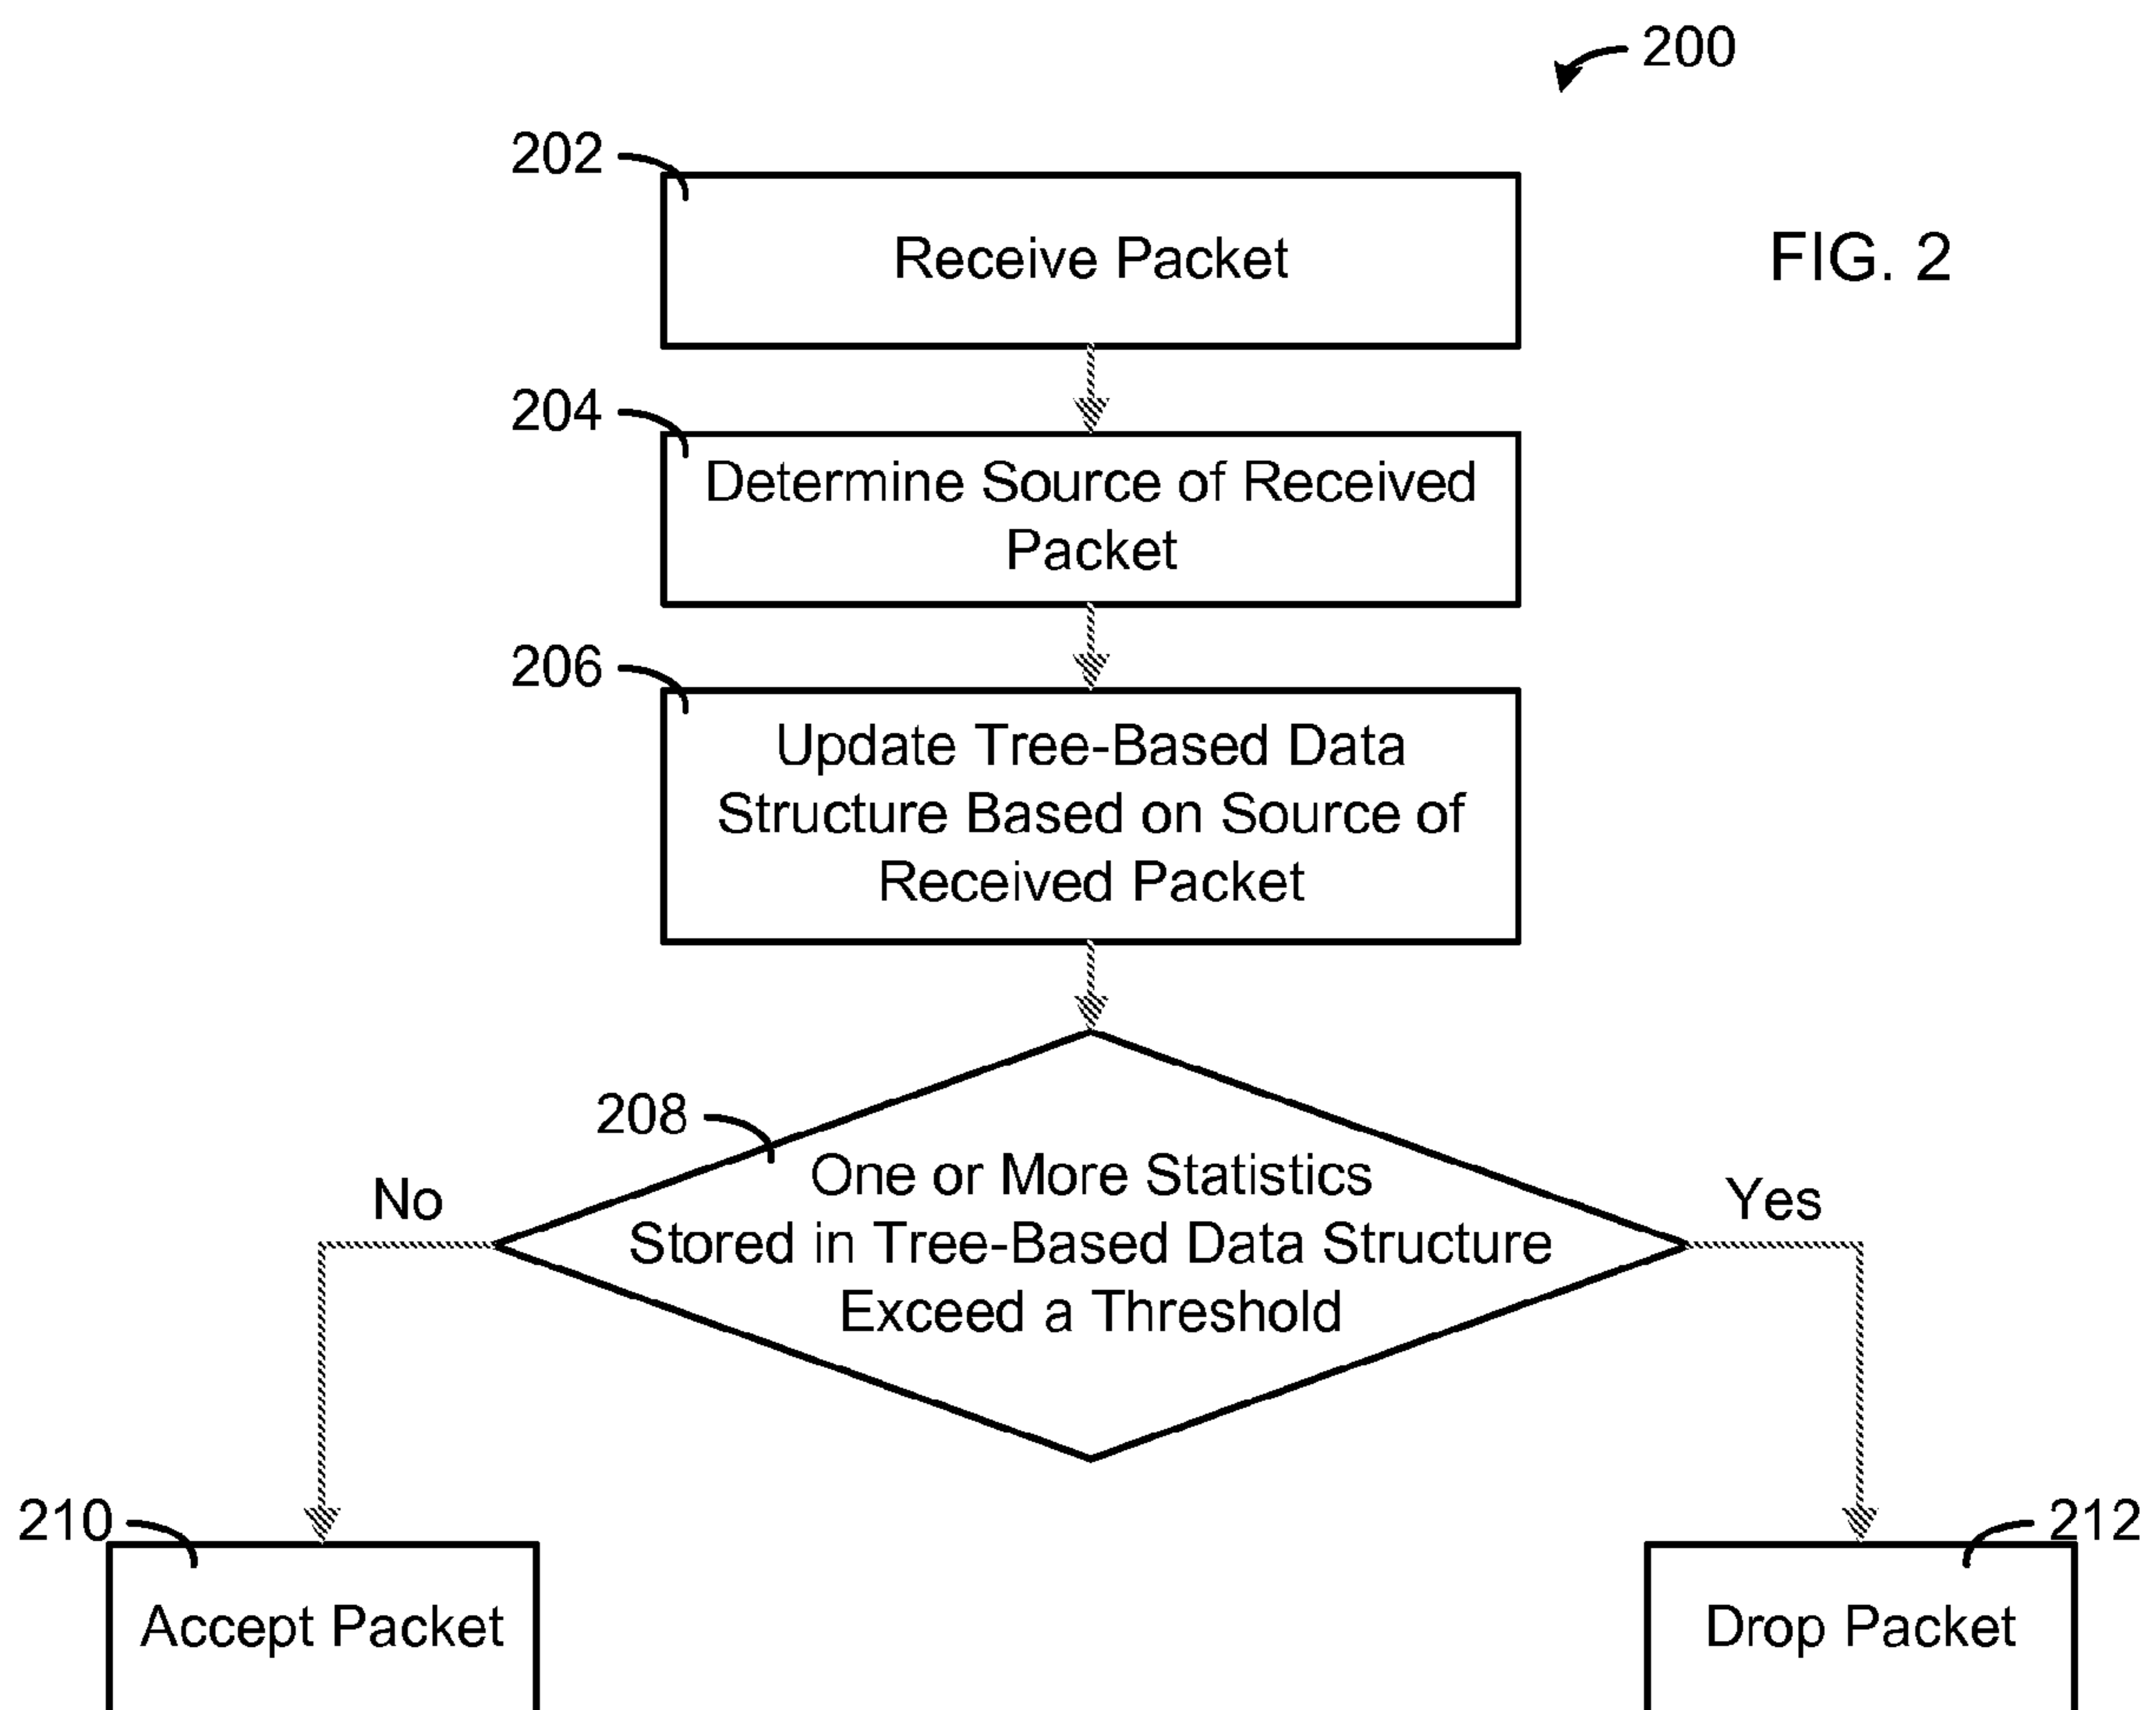 200
202
Receive Packet
FIG. 2
204
Determine Source of Received
Packet
206
Update Tree-Based Data
Structure Based on Source of
Received Packet
208
One or More Statistics
Stored in Tree-Based Data Structure
Exceed a Threshold
No
Yes
210
Accept Packet
212
Drop Packet